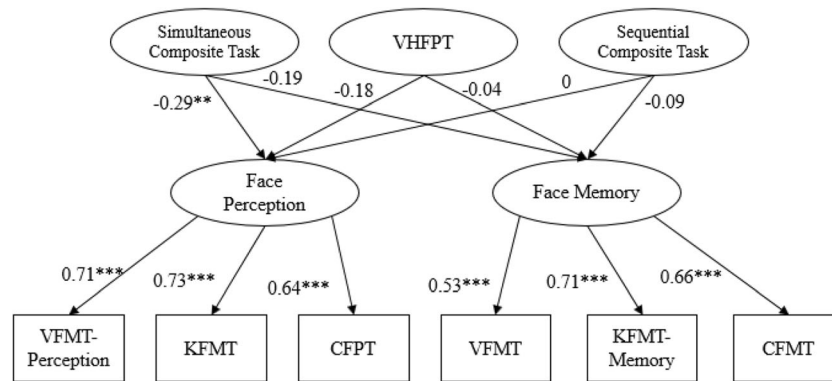 Simultaneous
Composite Task
VHFPT
Sequential
Composite Task
-0.29**
-0.19
-0.18
-0.04
0
-0.09
Face
Perception
Face Memory
0.71***
0.73***
0.64***
0.53***
0.71***
0.66***
VFMT-
Perception
KFMT
CFPT
VFMT
KFMT-
Memory
CFMT